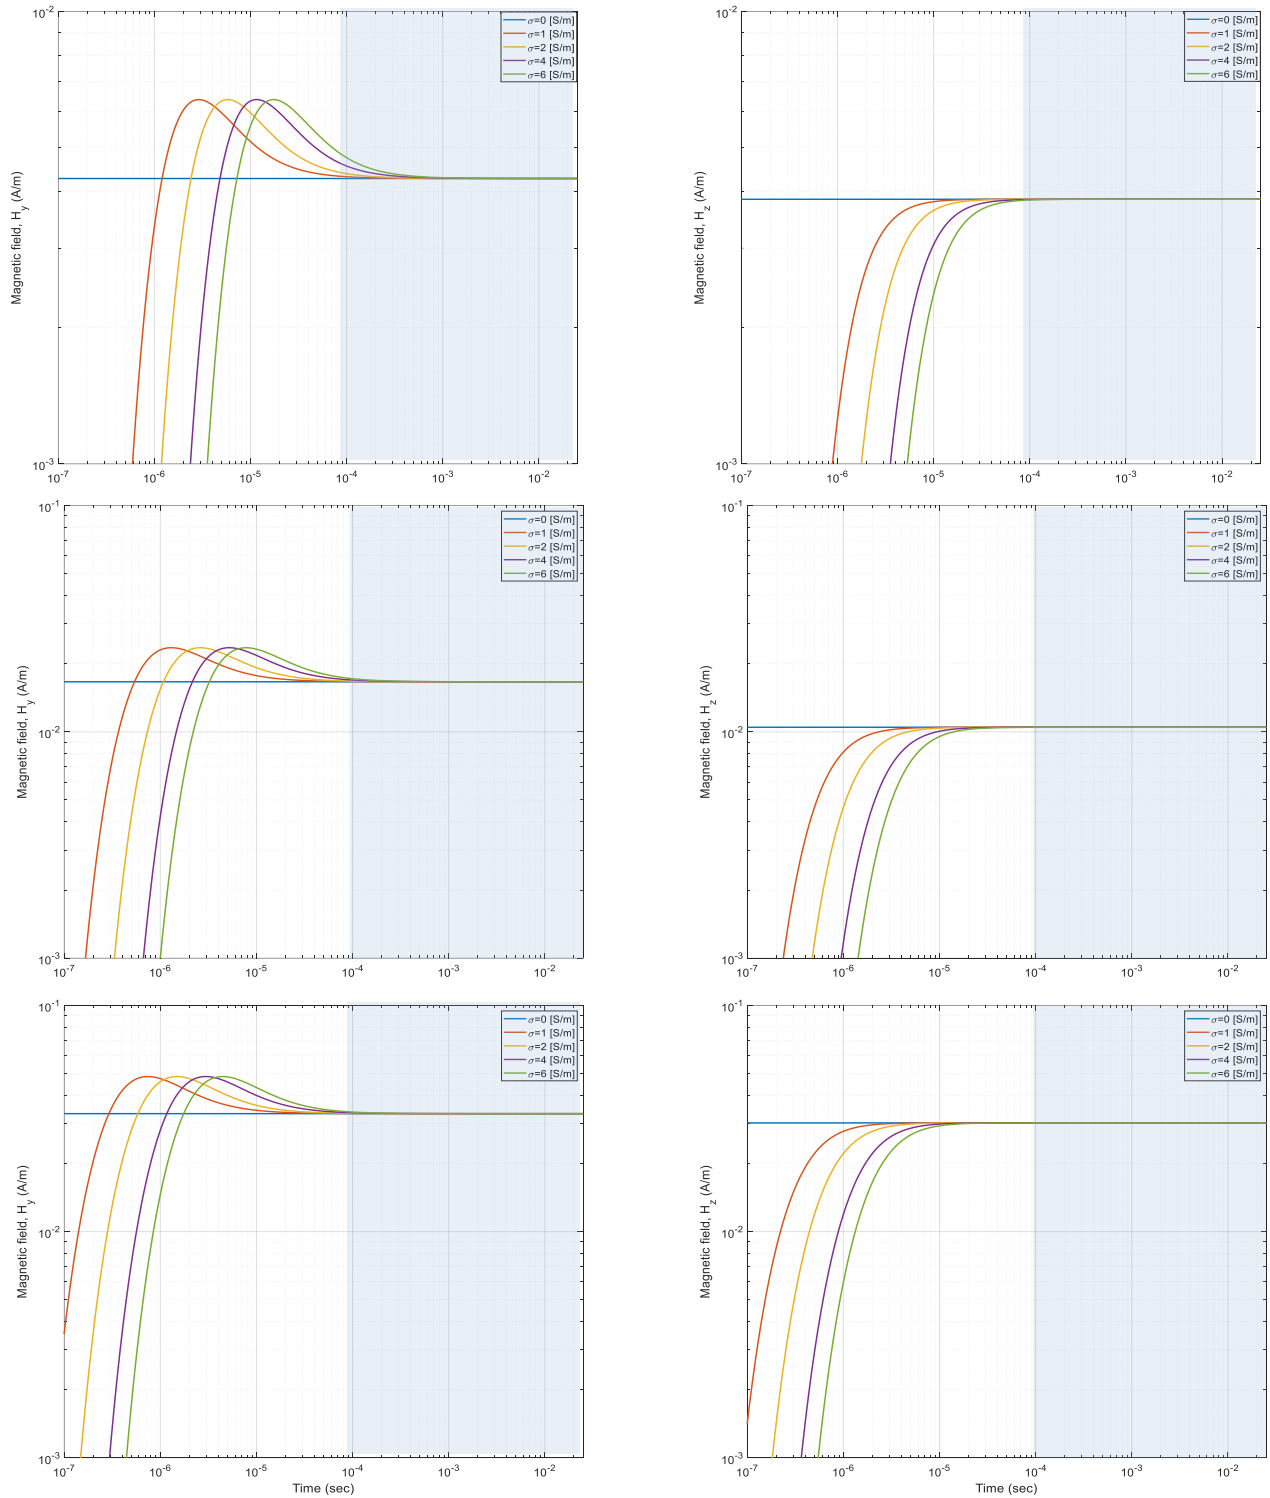 10-2
σ=0 [S/m]
σ=1 [S/m]
σ=2 [S/m]
σ=4 [S/m]
σ=6 [S/m]
Magnetic field, Hy (A/m)
10-3
10-7 10-6 10-5 10-4 10-3 10-2
10-2
σ=0 [S/m]
σ=1 [S/m]
σ=2 [S/m]
σ=4 [S/m]
σ=6 [S/m]
Magnetic field, Hz (A/m)
10-3
10-7 10-6 10-5 10-4 10-3 10-2
10-1
σ=0 [S/m]
σ=1 [S/m]
σ=2 [S/m]
σ=4 [S/m]
σ=6 [S/m]
Magnetic field, Hy (A/m)
10-2
10-3
10-7 10-6 10-5 10-4 10-3 10-2
10-1
σ=0 [S/m]
σ=1 [S/m]
σ=2 [S/m]
σ=4 [S/m]
σ=6 [S/m]
Magnetic field, Hz (A/m)
10-2
10-3
10-7 10-6 10-5 10-4 10-3 10-2
10-1
σ=0 [S/m]
σ=1 [S/m]
σ=2 [S/m]
σ=4 [S/m]
σ=6 [S/m]
Magnetic field, Hy (A/m)
10-2
10-3
10-7 10-6 10-5 10-4 10-3 10-2
Time (sec)
10-1
σ=0 [S/m]
σ=1 [S/m]
σ=2 [S/m]
σ=4 [S/m]
σ=6 [S/m]
Magnetic field, Hz (A/m)
10-2
10-3
10-7 10-6 10-5 10-4 10-3 10-2
Time (sec)